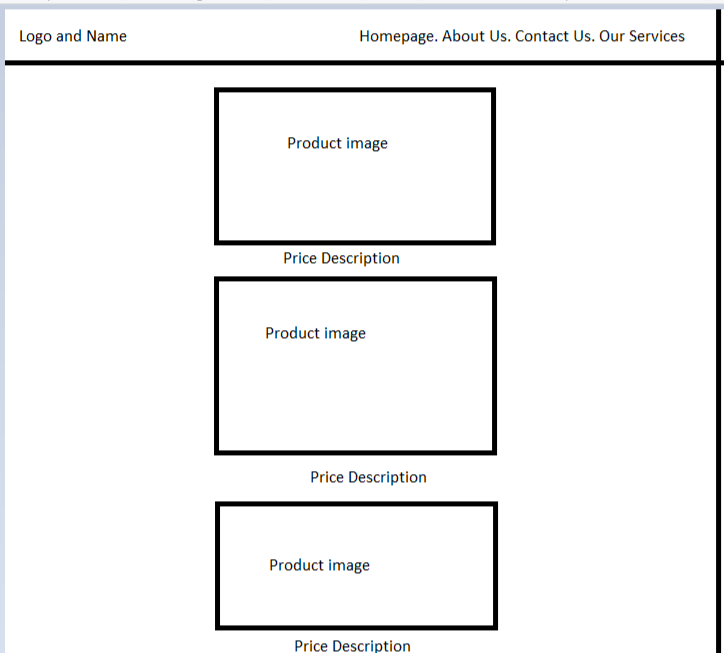 Logo and Name
Homepage. About Us. Contact Us. Our Services
Product image
Price Description
Product image
Price Description
Product image
Price Description